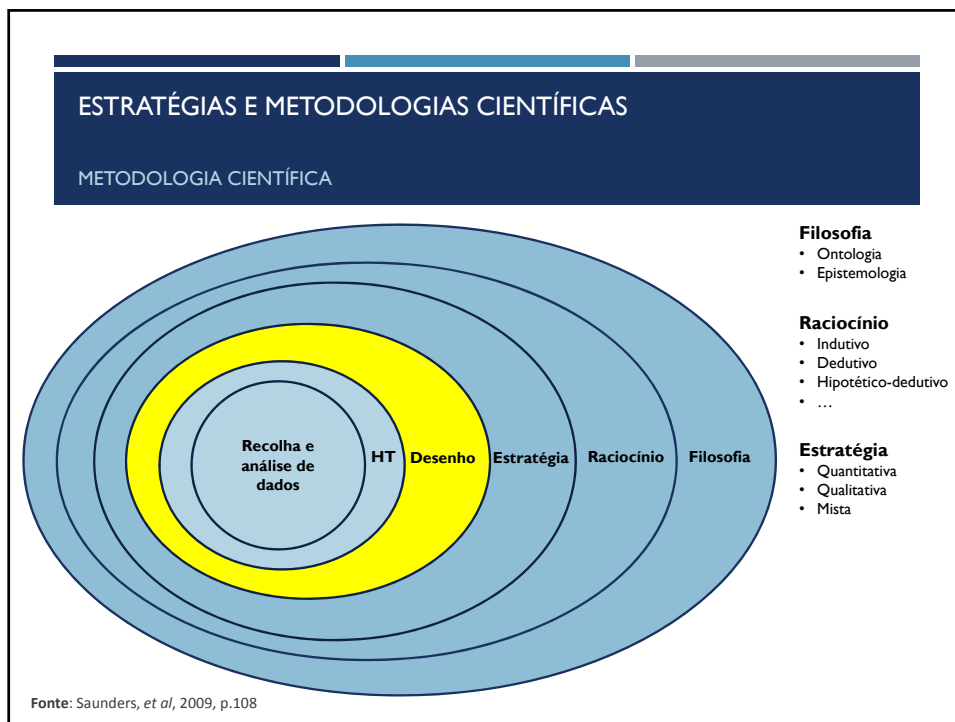 ESTRATÉGIAS E METODOLOGIAS CIENTÍFICAS
METODOLOGIA CIENTÍFICA
Recolha e
análise de
dados
HT
Desenho
Estratégia
Raciocínio
Filosofia
Filosofia
• Ontologia
• Epistemologia
Raciocínio
• Indutivo
• Dedutivo
• Hipotético-dedutivo
• …
Estratégia
• Quantitativa
• Qualitativa
• Mista
Fonte: Saunders, et al, 2009, p.108